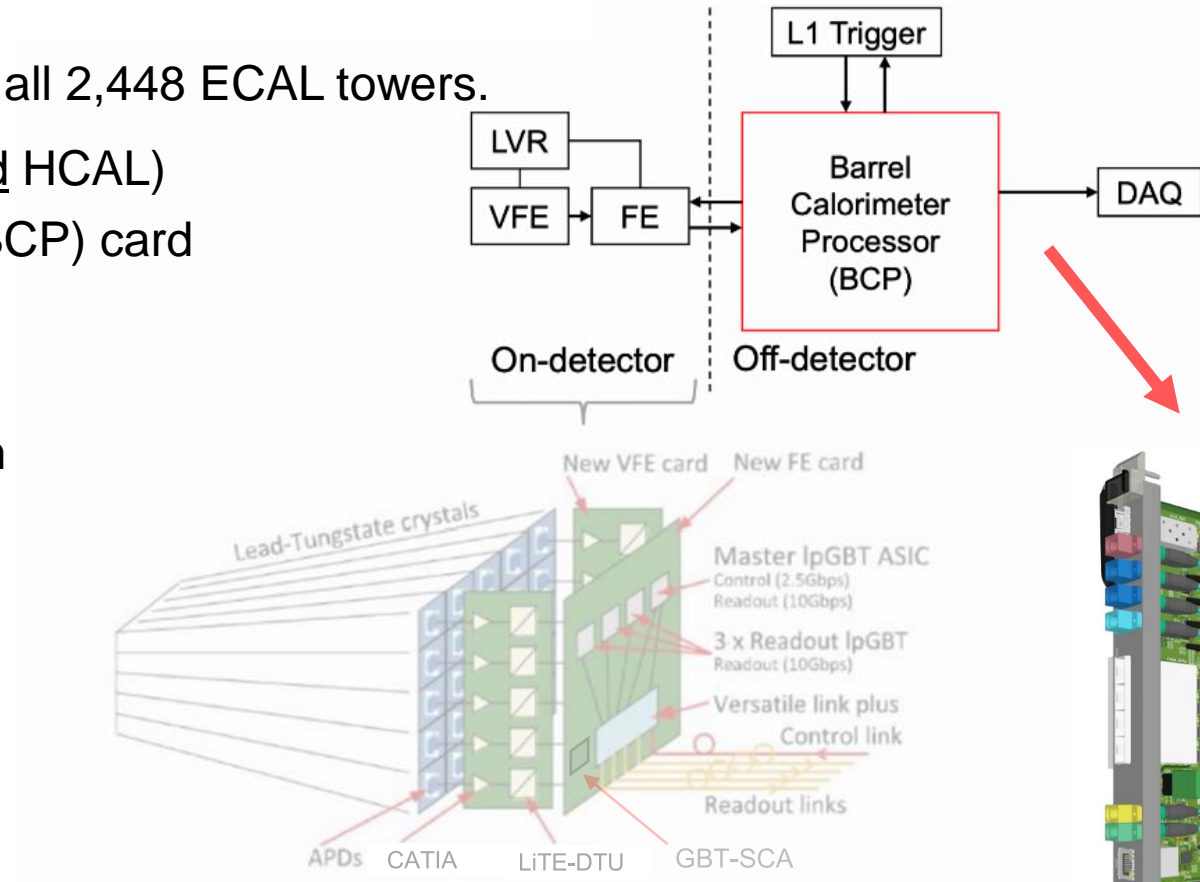 all 2,448 ECAL towers.
HCAL)
CP) card
L1 Trigger
LVR
VFE
FE
Barrel
Calorimeter
Processor
(BCP)
DAQ
On-detector
Off-detector
New VFE card
New FE card
Lead-Tungstate crystals
Master lpGBT ASIC
Control (2.5Gbps)
Readout (10Gbps)
3 x Readout lpGBT
Readout (10Gbps)
Versatile link plus
Control link
Readout links
APDs
CATIA
LiTE-DTU
GBT-SCA